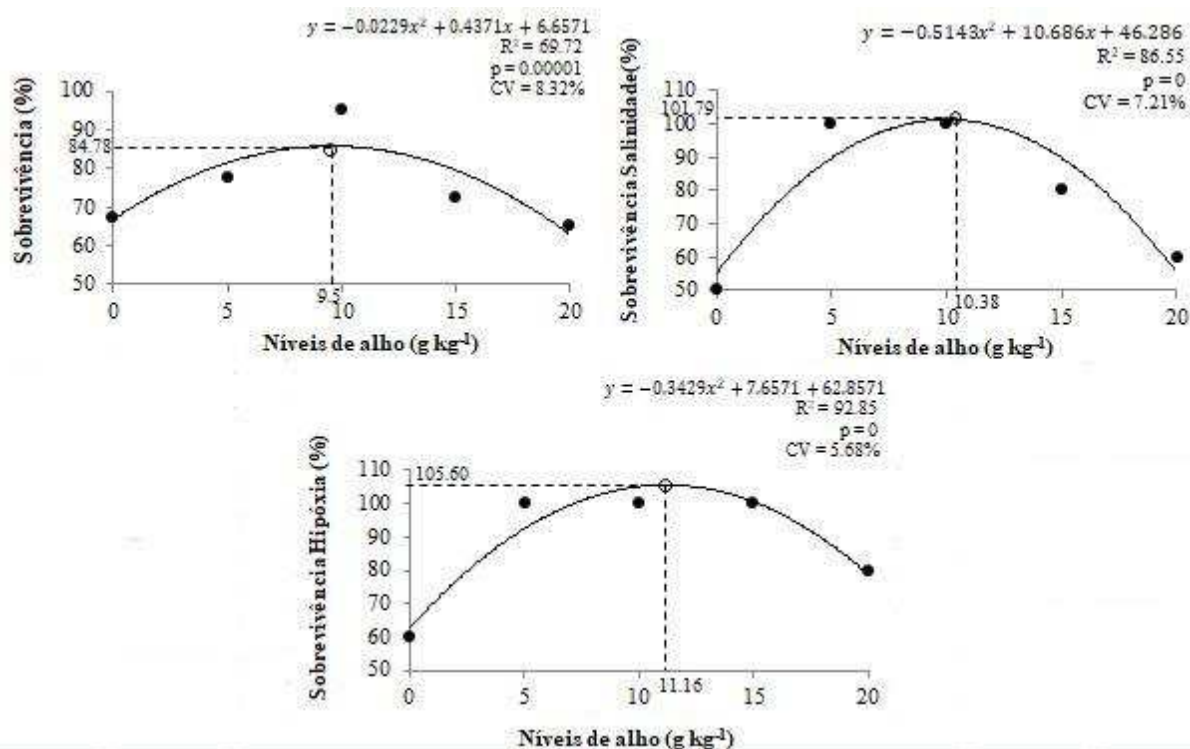 y = −0.0229x² + 0.4371x + 6.6571
R² = 69.72
p = 0.00001
CV = 8.32%
Sobrevivência (%)
100
90
84.78
80
70
60
50
0
5
9.5
10
15
20
Níveis de alho (g kg⁻¹)
y = −0.5143x² + 10.686x + 46.286
R² = 86.55
p = 0
CV = 7.21%
Sobrevivência Salinidade(%)
110
101.79
100
90
80
70
60
50
0
5
10
10.38
15
20
Níveis de alho (g kg⁻¹)
y = −0.3429x² + 7.6571 + 62.8571
R² = 92.85
p = 0
CV = 5.68%
Sobrevivência Hipóxia (%)
110
105.60
100
90
80
70
60
50
0
5
10
11.16
15
20
Níveis de alho (g kg⁻¹)